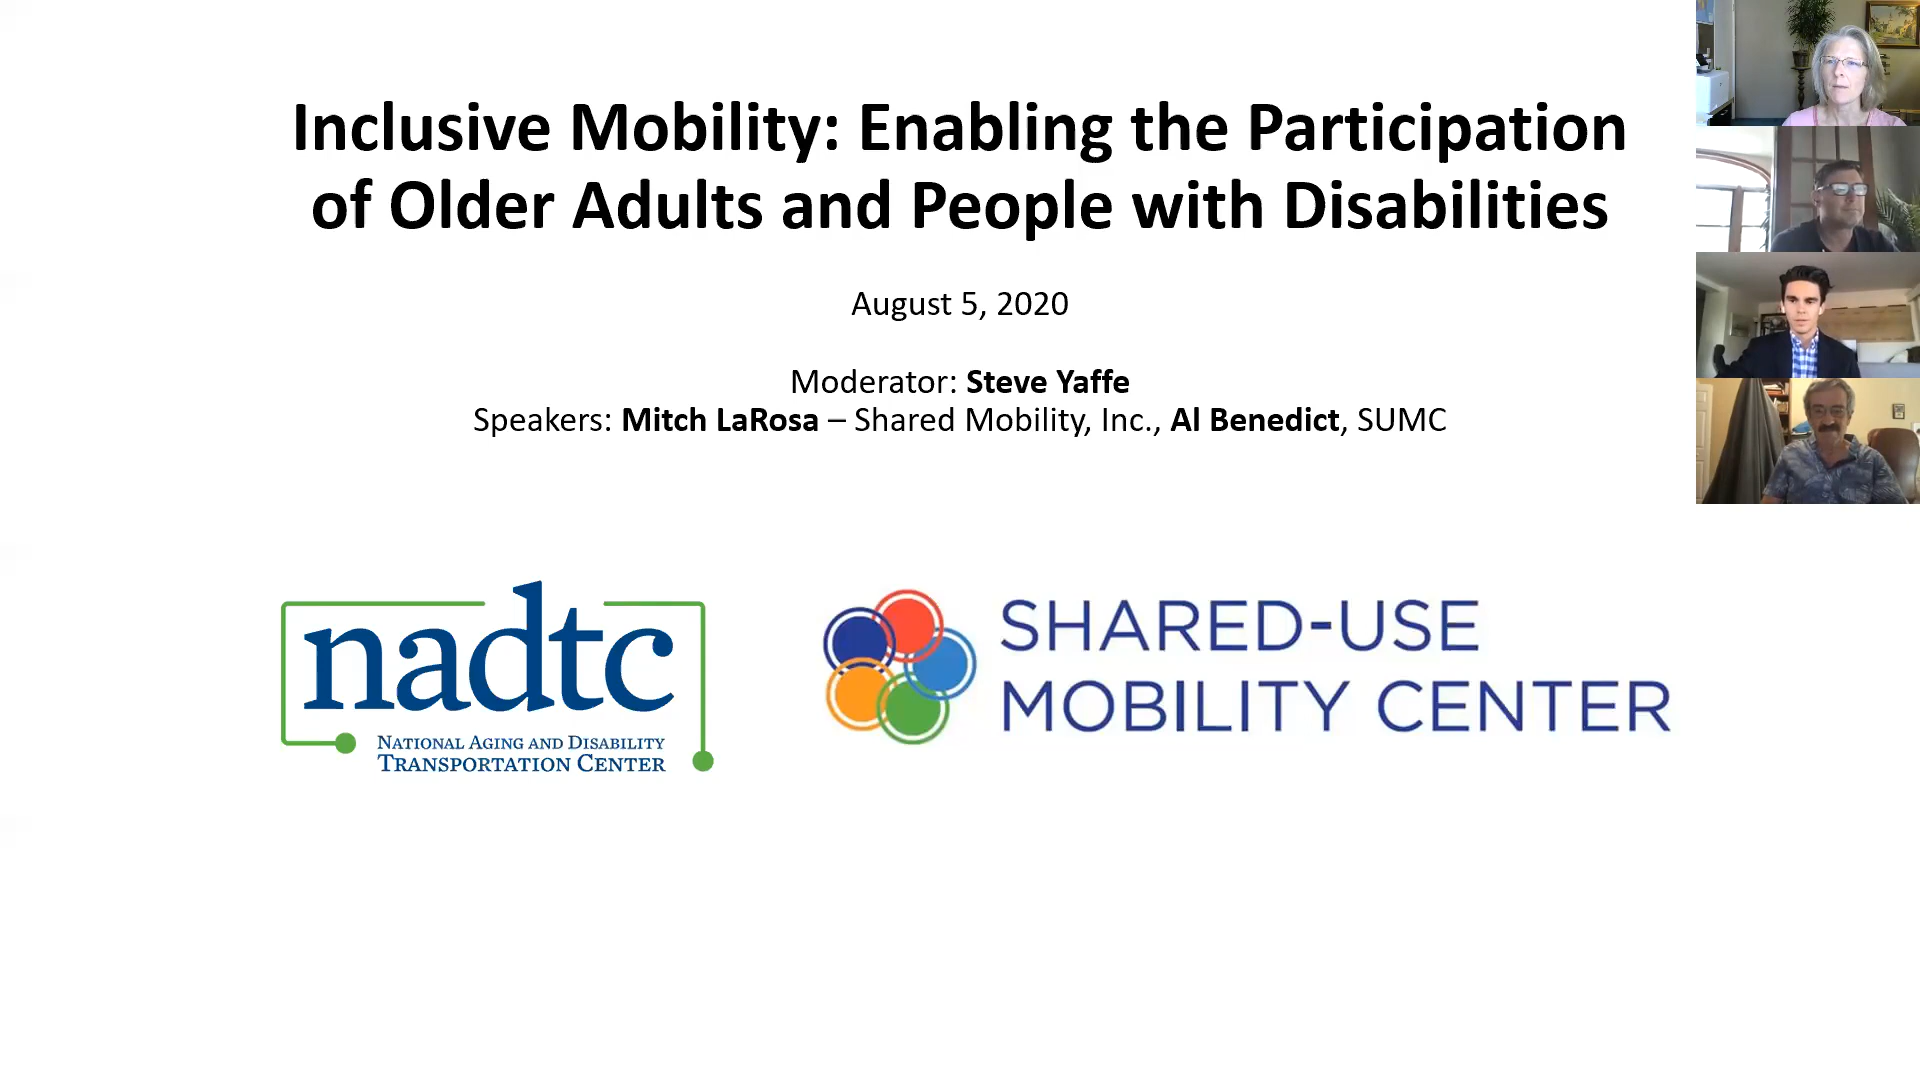 Inclusive Mobility: Enabling the Participation
of Older Adults and People with Disabilities
August 5, 2020
Moderator: Steve Yaffe
Speakers: Mitch LaRosa – Shared Mobility, Inc., Al Benedict, SUMC
nadtc
NATIONAL AGING AND DISABILITY
TRANSPORTATION CENTER
SHARED-USE
MOBILITY CENTER